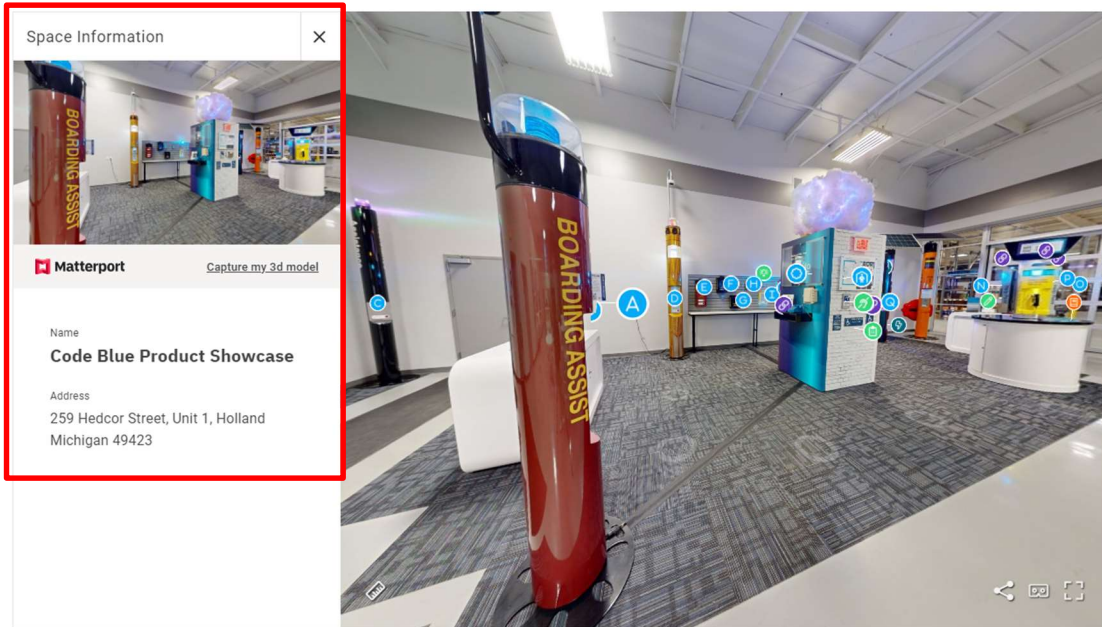 Space Information
BOARDING ASSIST
Matterport
Capture my 3d model
Name
Code Blue Product Showcase
Address
259 Hedcor Street, Unit 1, Holland
Michigan 49423
BOARDING ASSIST
C
A
D
E
F
G
H
I
N
P
O
Q